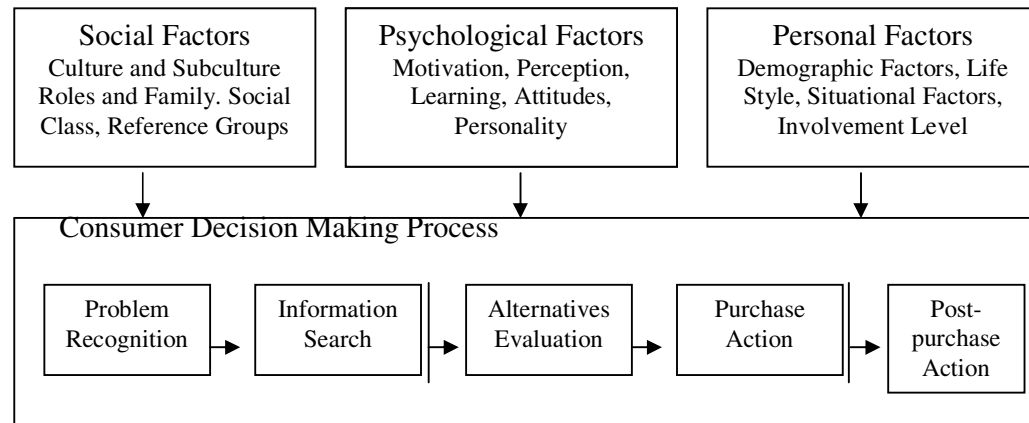 Social Factors
Culture and Subculture
Roles and Family. Social
Class, Reference Groups
Psychological Factors
Motivation, Perception,
Learning, Attitudes,
Personality
Personal Factors
Demographic Factors, Life
Style, Situational Factors,
Involvement Level
Consumer Decision Making Process
Problem
Recognition
Information
Search
Alternatives
Evaluation
Purchase
Action
Post-
purchase
Action